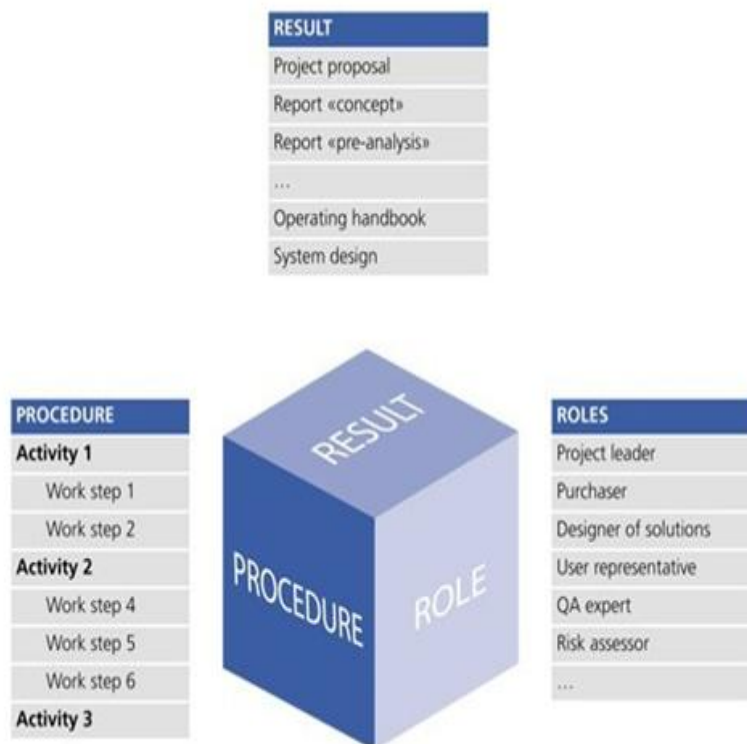 RESULT
Project proposal
Report «concept»
Report «pre-analysis»
...
Operating handbook
System design
PROCEDURE
Activity 1
Work step 1
Work step 2
Activity 2
Work step 4
Work step 5
Work step 6
Activity 3
RESULT
PROCEDURE
ROLE
ROLES
Project leader
Purchaser
Designer of solutions
User representative
QA expert
Risk assessor
...